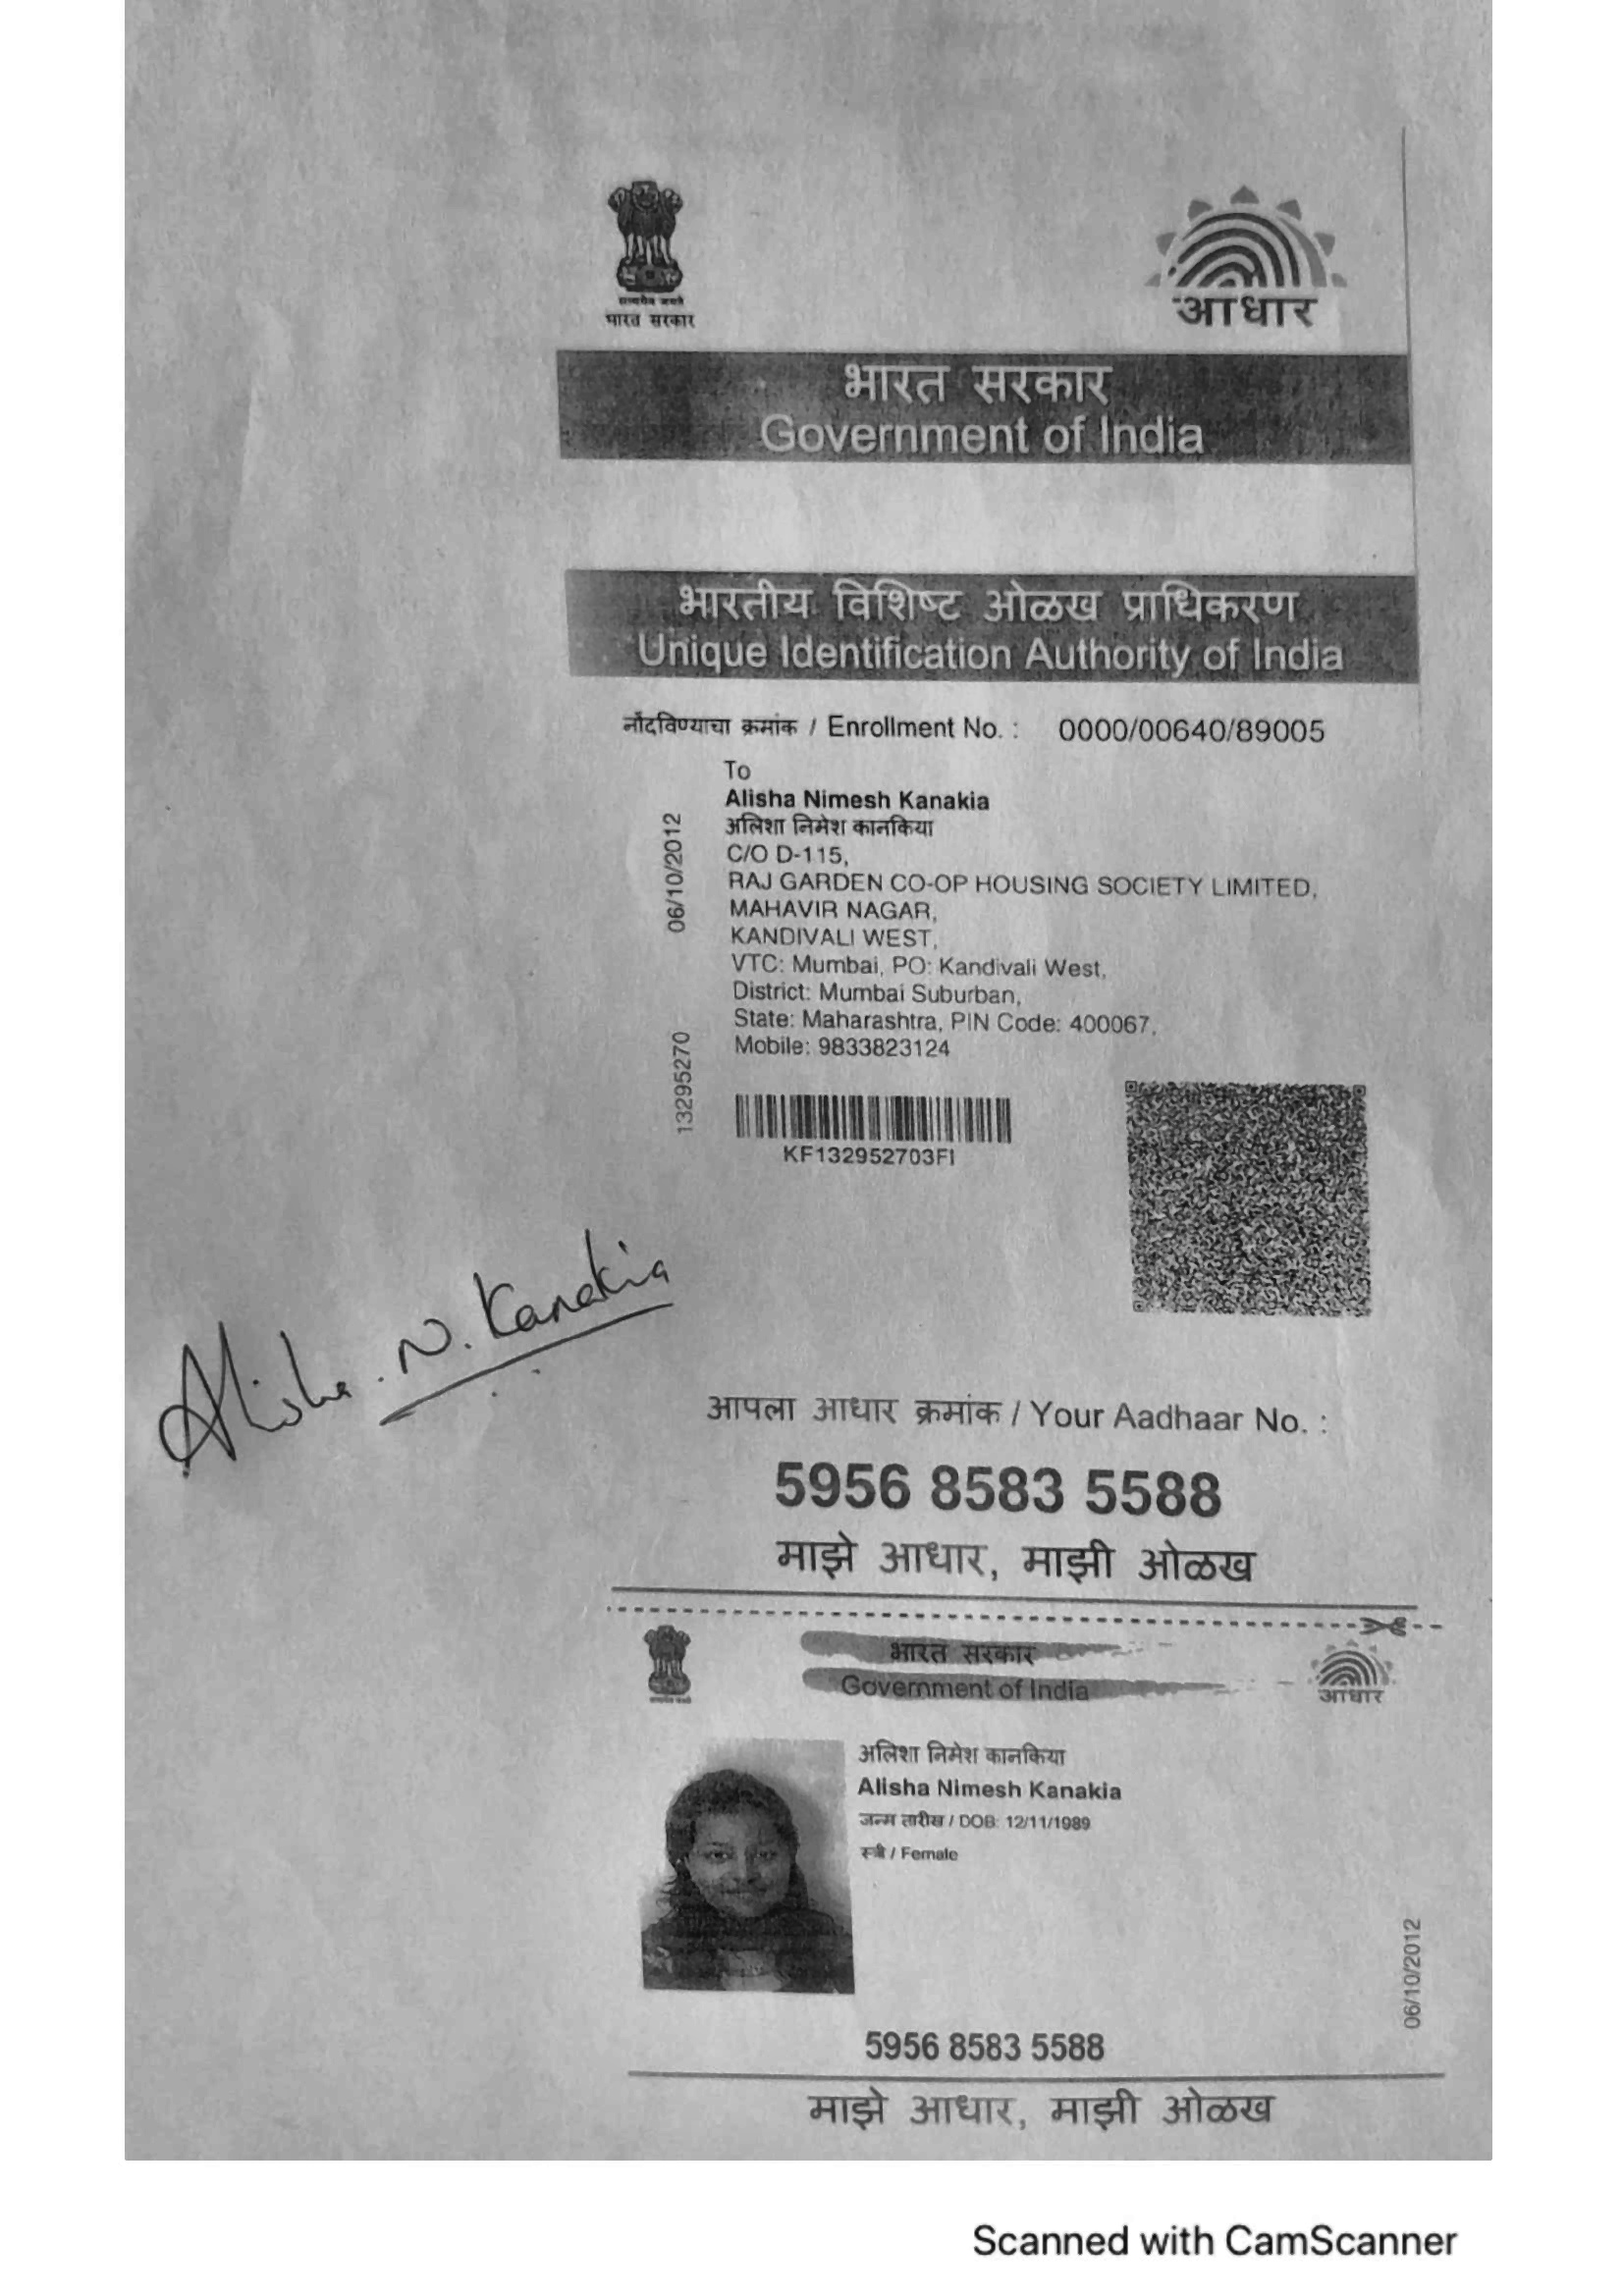 सत्यमेव जयते
भारत सरकार
आधार
भारत सरकार
Government of India
भारतीय विशिष्ट ओळख प्राधिकरण
Unique Identification Authority of India
नोंदविण्याचा क्रमांक / Enrollment No. : 0000/00640/89005
To
Alisha Nimesh Kanakia
अलिशा निमेश कानकिया
C/O D-115,
RAJ GARDEN CO-OP HOUSING SOCIETY LIMITED,
MAHAVIR NAGAR,
KANDIVALI WEST,
VTC: Mumbai, PO: Kandivali West,
District: Mumbai Suburban,
State: Maharashtra, PIN Code: 400067,
Mobile: 9833823124
06/10/2012
13295270
KF132952703FI
Alisha. N. Kanakia
आपला आधार क्रमांक / Your Aadhaar No. :
5956 8583 5588
माझे आधार, माझी ओळख
भारत सरकार
Government of India
आधार
अलिशा निमेश कानकिया
Alisha Nimesh Kanakia
जन्म तारीख / DOB: 12/11/1989
स्त्री / Female
06/10/2012
5956 8583 5588
माझे आधार, माझी ओळख
Scanned with CamScanner